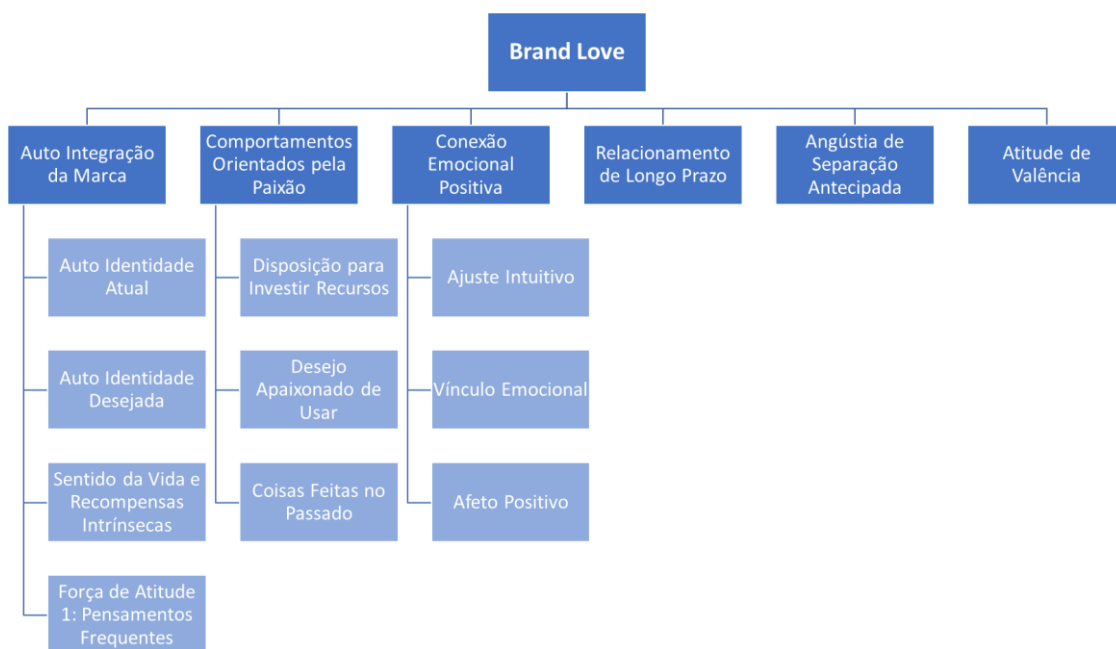 Brand Love
Auto Integração
da Marca
Comportamentos
Orientados pela
Paixão
Conexão
Emocional
Positiva
Relacionamento
de Longo Prazo
Angústia de
Separação
Antecipada
Atitude de
Valência
Auto Identidade
Atual
Disposição para
Investir Recursos
Ajuste Intuitivo
Auto Identidade
Desejada
Desejo
Apaixonado de
Usar
Vínculo Emocional
Sentido da Vida e
Recompensas
Intrínsecas
Coisas Feitas no
Passado
Afeto Positivo
Força de Atitude
1: Pensamentos
Frequentes